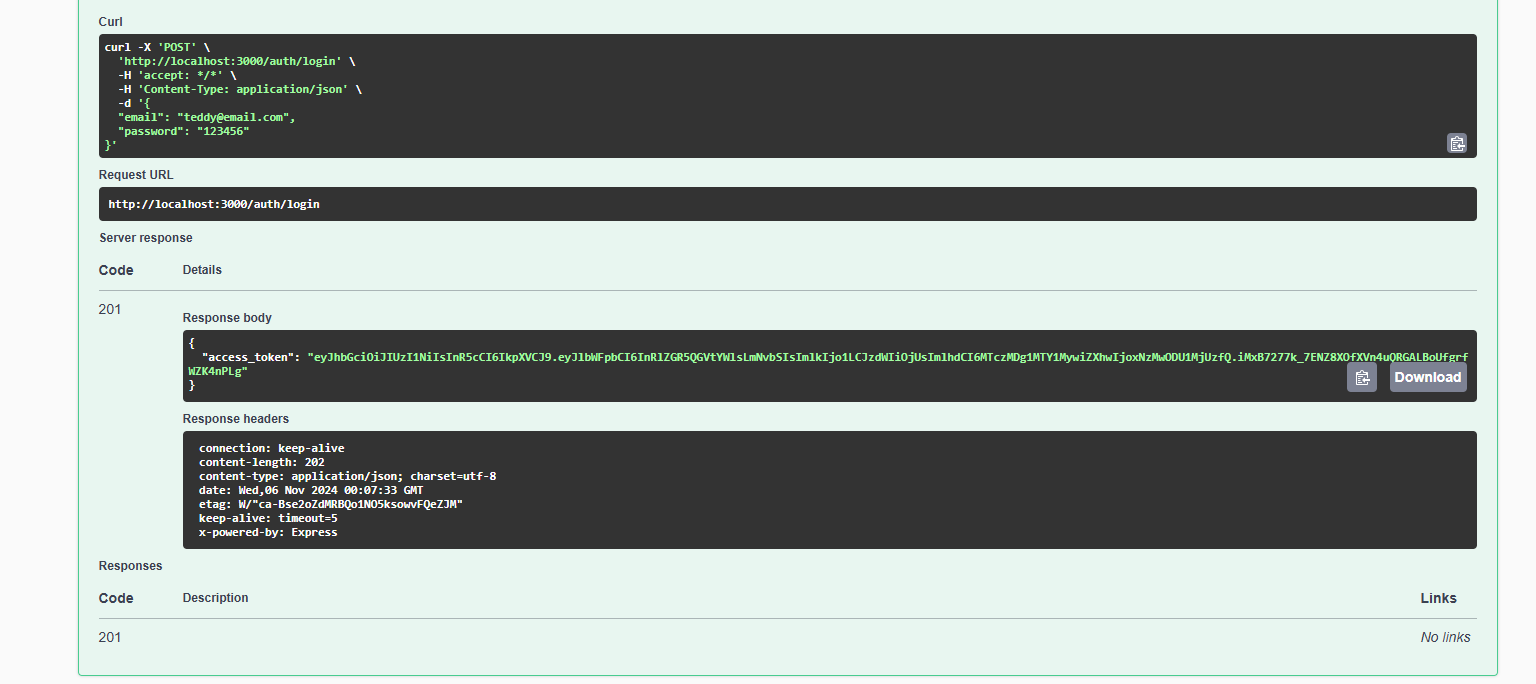 Curl
curl -X 'POST' \
'http://localhost:3000/auth/login' \
-H 'accept: */*' \
-H 'Content-Type: application/json' \
-d '{
"email": "teddy@email.com",
"password": "123456"
}'
Request URL
http://localhost:3000/auth/login
Server response
Code Details
201
Response body
{
"access_token": "eyJhbGciOiJIUzI1NiIsInR5cCI6IkpXVCJ9.eyJlbWFpbCI6InRlZGR5QGVtYWlsLmNvbSIsImlkIjo1LCJzdWIiOjUsImlhdCI6MTczMDg1MTY1MywiZXhwIjoxNzMwODU1MjUzfQ.iMxB7277k_7ENZ8XOfXVn4uQRGALBoUfgrf
WZK4nPLg"
}
Download
Response headers
connection: keep-alive
content-length: 202
content-type: application/json; charset=utf-8
date: Wed,06 Nov 2024 00:07:33 GMT
etag: W/"ca-Bse2oZdMRBQo1NO5ksowvFQeZJM"
keep-alive: timeout=5
x-powered-by: Express
Responses
Code Description Links
201 No links